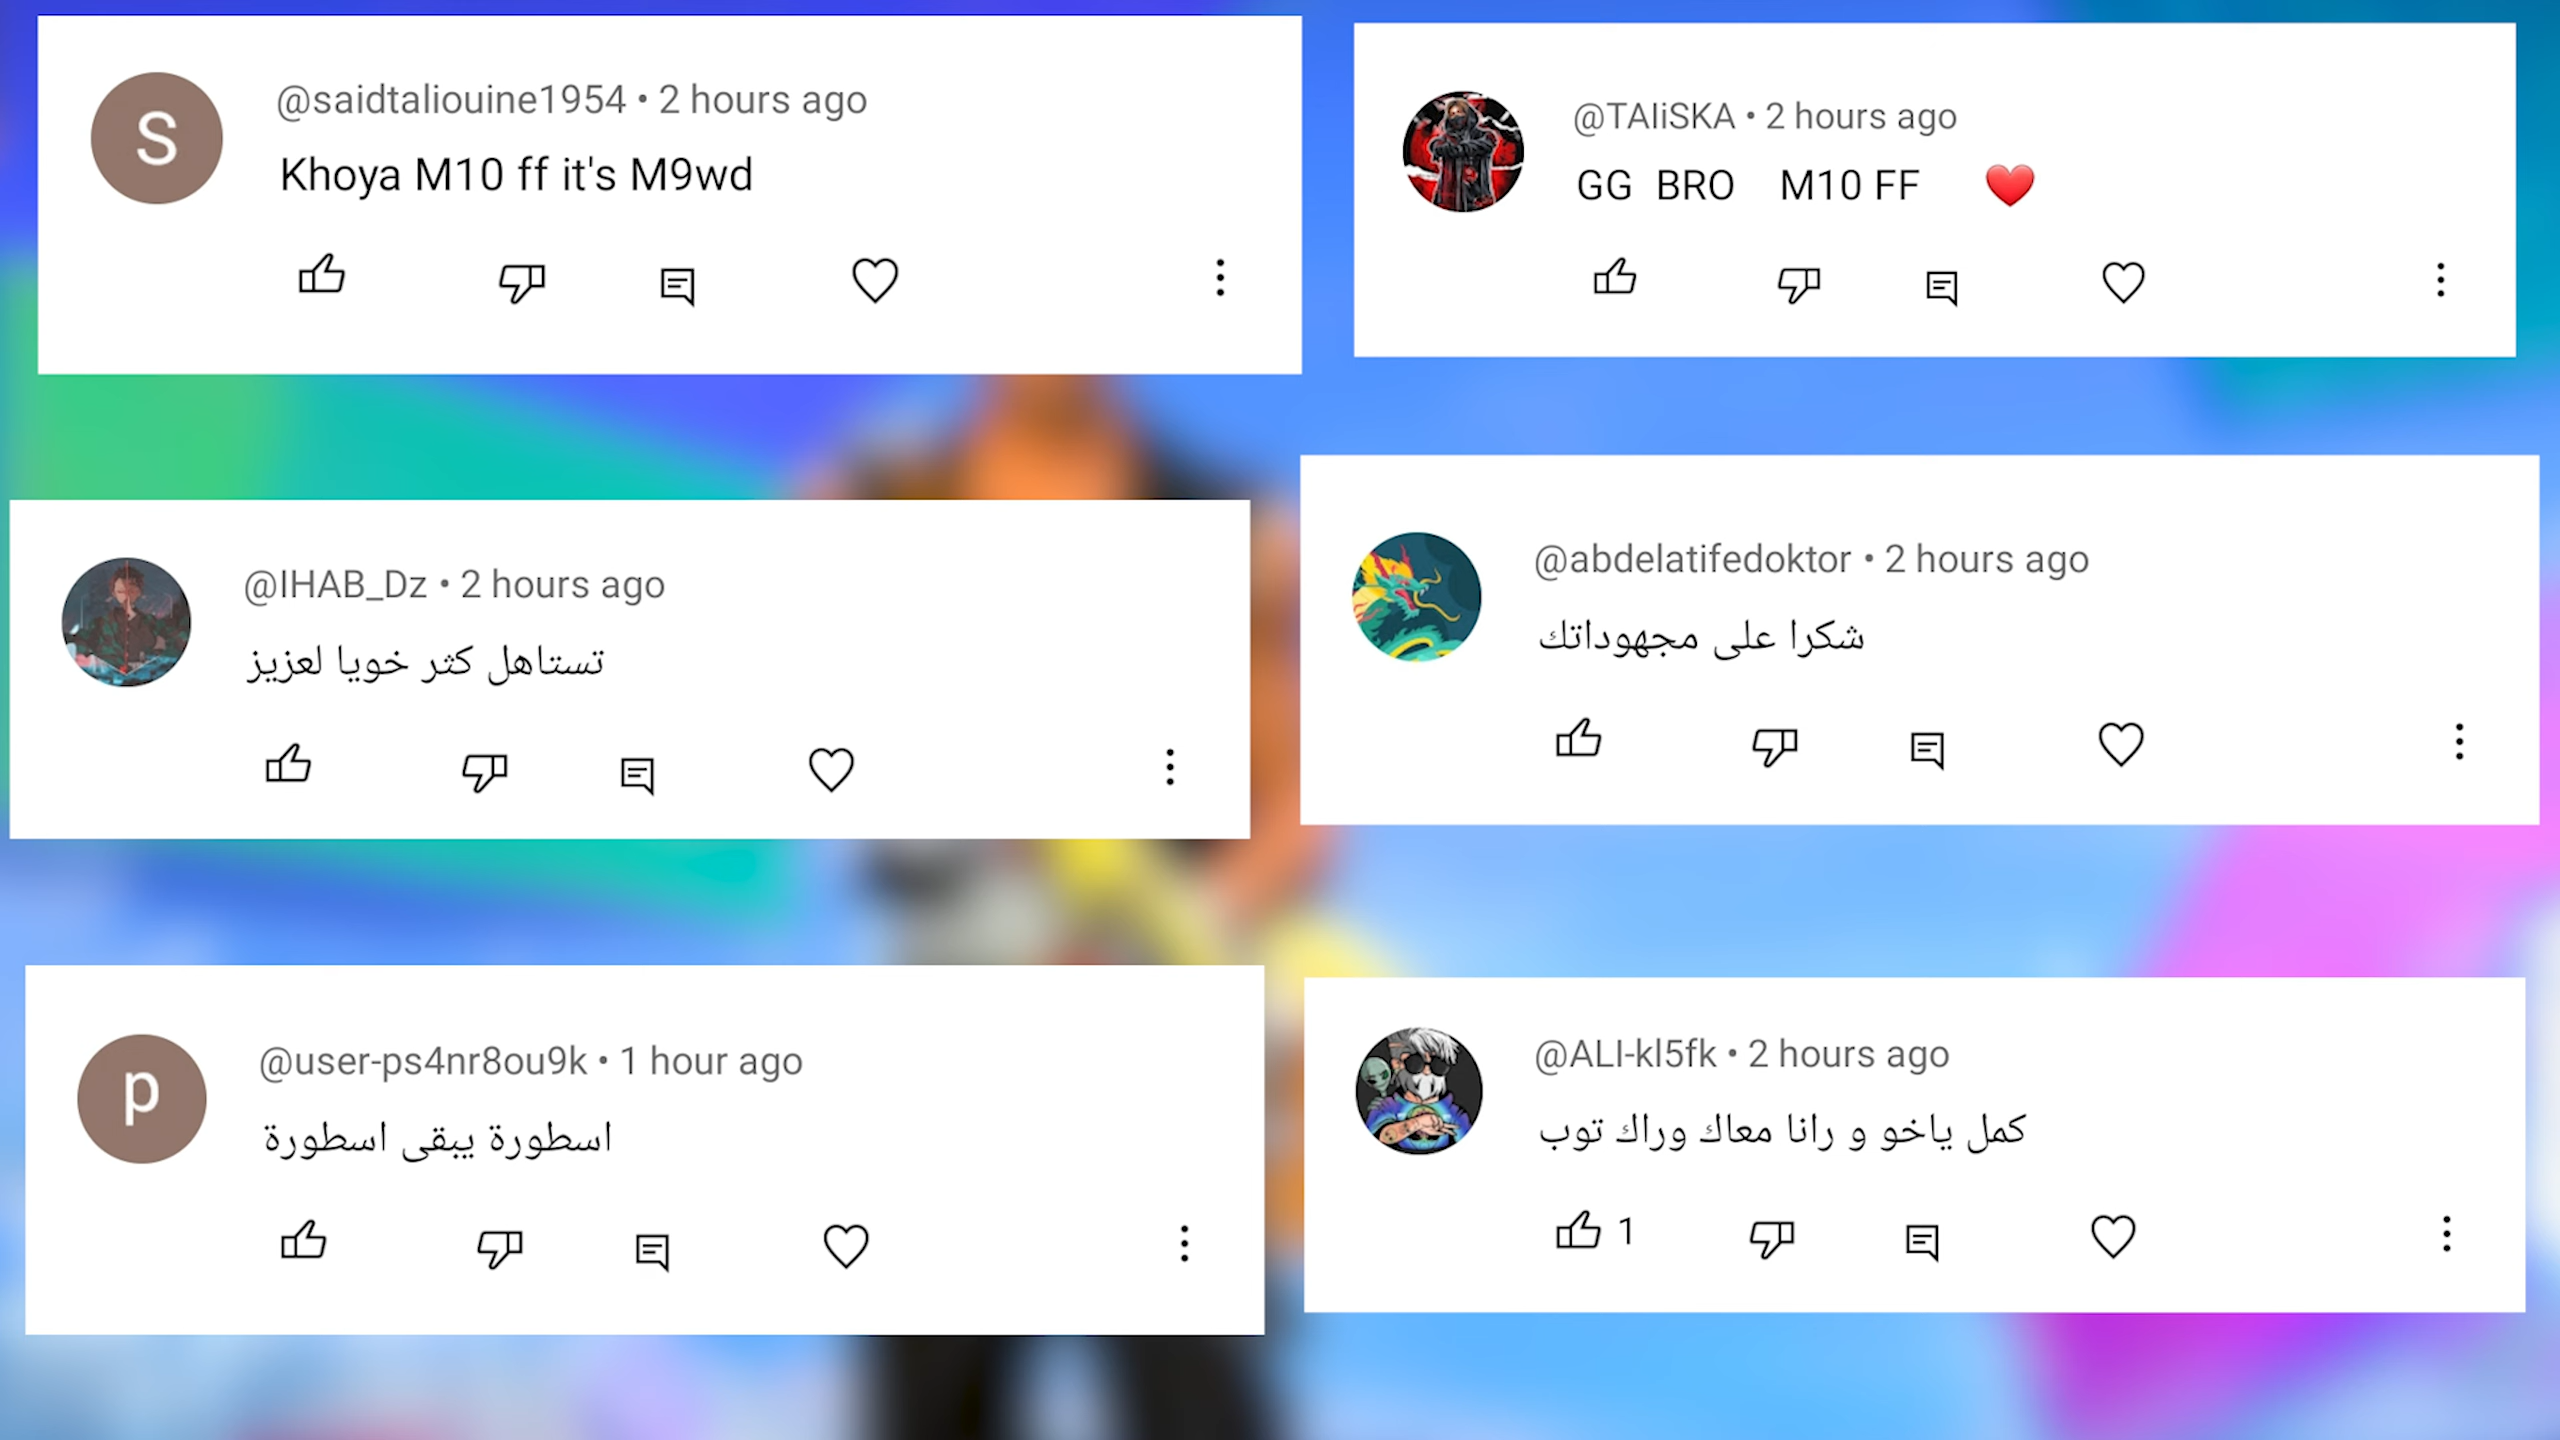 S
@saidtaliouine1954 • 2 hours ago
Khoya M10 ff it's M9wd
@TAIiSKA • 2 hours ago
GG BRO M10 FF ❤️
@IHAB_Dz • 2 hours ago
تستاهل كثر خويا لعزيز
@abdelatifedoktor • 2 hours ago
شكرا على مجهوداتك
p
@user-ps4nr8ou9k • 1 hour ago
اسطورة يبقى اسطورة
@ALI-kl5fk • 2 hours ago
كمل ياخو و رانا معاك وراك توب
1